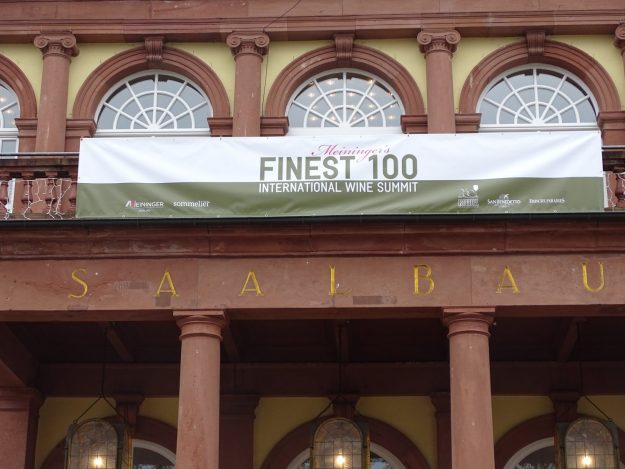 Meininger's
FINEST 100
INTERNATIONAL WINE SUMMIT
MEININGER sommelier SAN BENEDETTO
SAALBAU